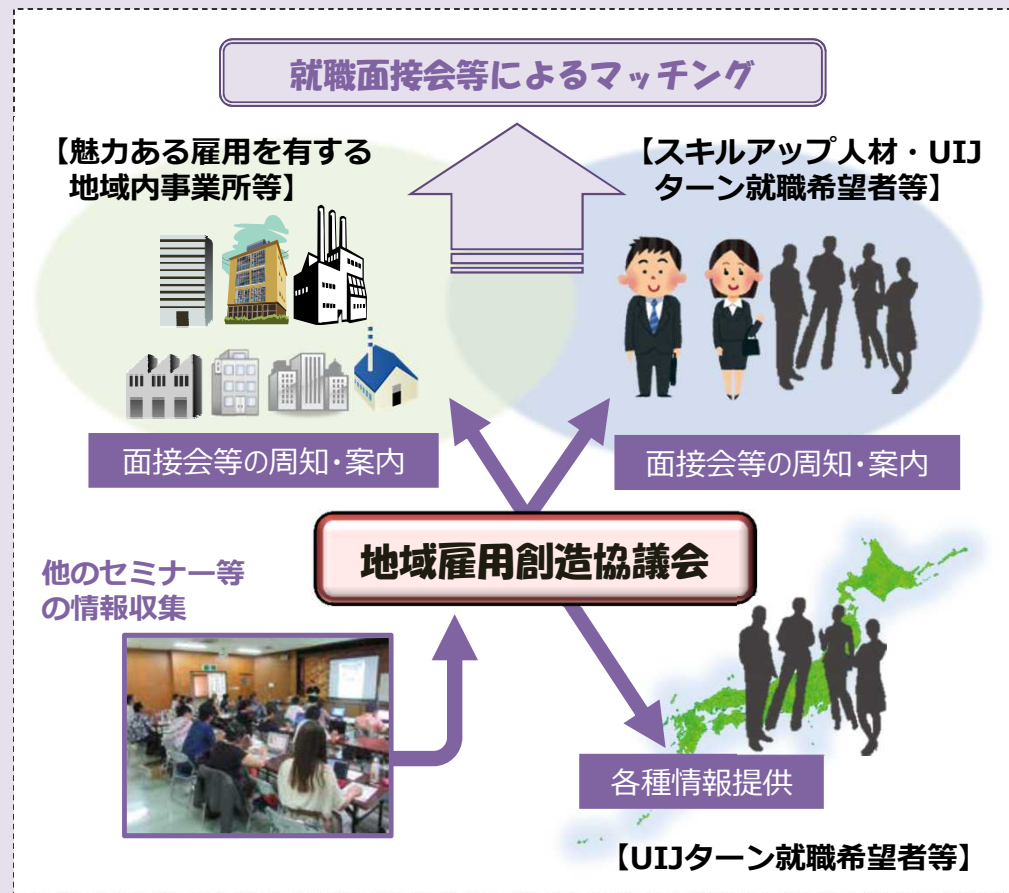 就職面接会等によるマッチング
【魅力ある雇用を有する
地域内事業所等】
【スキルアップ人材・UIJ
ターン就職希望者等】
面接会等の周知・案内
面接会等の周知・案内
地域雇用創造協議会
他のセミナー等
の情報収集
各種情報提供
【UIJターン就職希望者等】